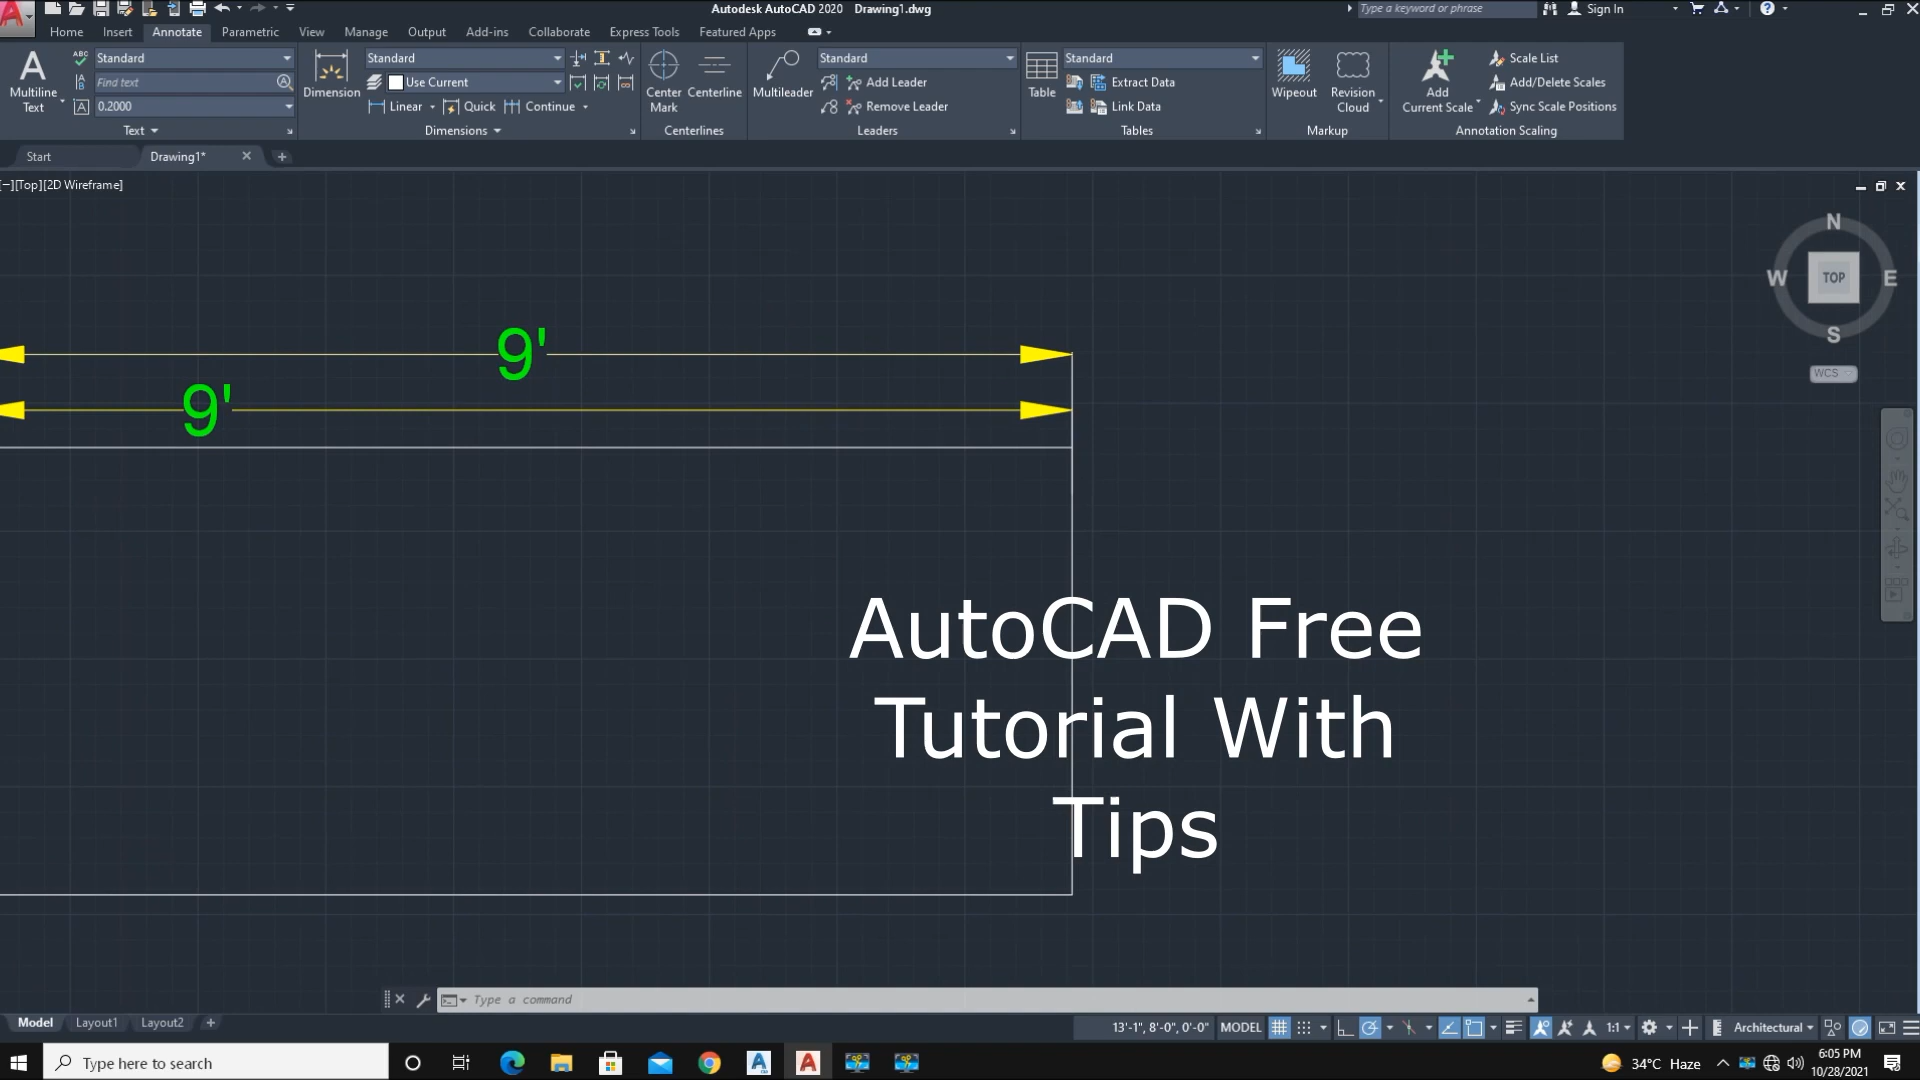 Autodesk AutoCAD 2020 Drawing1.dwg
Type a keyword or phrase
Sign In
Home Insert Annotate Parametric View Manage Output Add-ins Collaborate Express Tools Featured Apps
Multiline
Text
ABC
Standard
Find text
0.2000
Text
Dimension
Standard
Use Current
Linear Quick Continue
Dimensions
Center
Mark
Centerline
Centerlines
Multileader
Standard
Add Leader
Remove Leader
Leaders
Table
Standard
Extract Data
Link Data
Tables
Wipeout
Revision
Cloud
Markup
Add
Current Scale
Scale List
Add/Delete Scales
Sync Scale Positions
Annotation Scaling
Start
Drawing1*
[−][Top][2D Wireframe]
N
W TOP E
S
WCS
9'
9'
AutoCAD Free
Tutorial With
Tips
Type a command
Model Layout1 Layout2
13'-1", 8'-0", 0'-0" MODEL 1:1 Architectural
Type here to search
34°C Haze
6:05 PM
10/28/2021